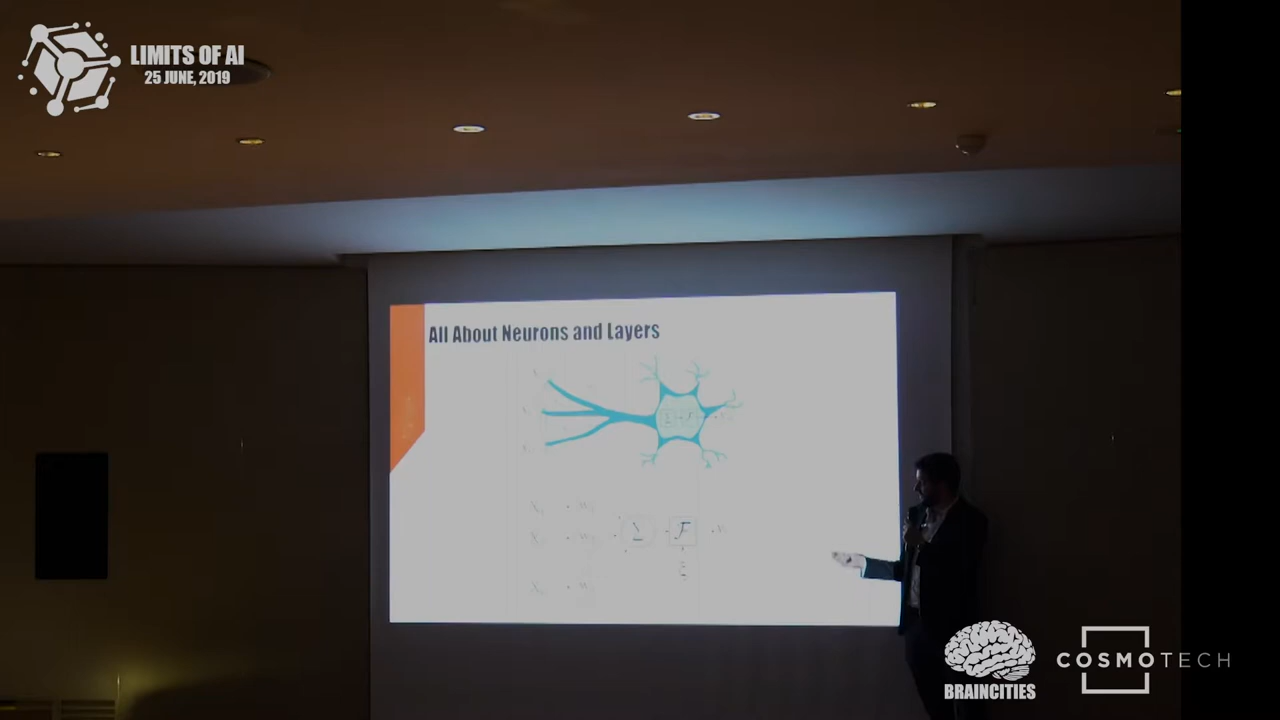 LIMITS OF AI
25 JUNE, 2019
All About Neurons and Layers
Σ
F
BRAINCITIES
COSMOTECH